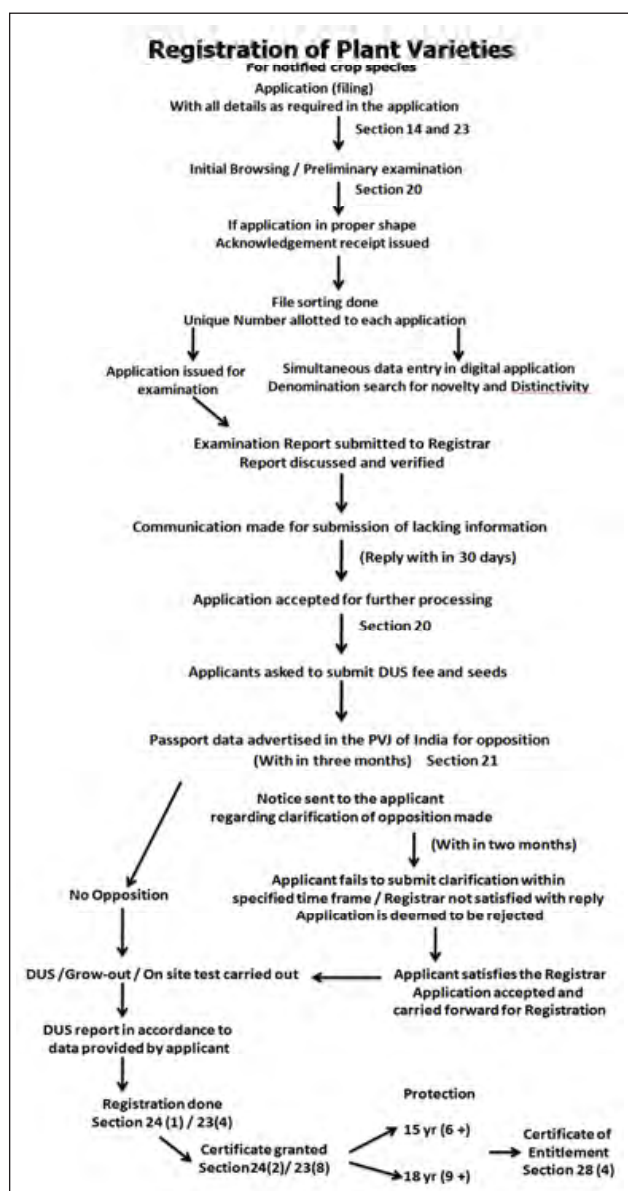 Registration of Plant Varieties
For notified crop species
Application (filing)
With all details as required in the application
Section 14 and 23
Initial Browsing / Preliminary examination
Section 20
If application in proper shape
Acknowledgement receipt issued
File sorting done
Unique Number allotted to each application
Application issued for
examination
Simultaneous data entry in digital application
Denomination search for novelty and Distinctivity
Examination Report submitted to Registrar
Report discussed and verified
Communication made for submission of lacking information
(Reply with in 30 days)
Application accepted for further processing
Section 20
Applicants asked to submit DUS fee and seeds
Passport data advertised in the PVJ of India for opposition
(With in three months) Section 21
Notice sent to the applicant
regarding clarification of opposition made
(With in two months)
No Opposition
Applicant fails to submit clarification within
specified time frame / Registrar not satisfied with reply
Application is deemed to be rejected
DUS /Grow-out / On site test carried out
Applicant satisfies the Registrar
Application accepted and
carried forward for Registration
DUS report in accordance to
data provided by applicant
Registration done
Section 24 (1) / 23(4)
Certificate granted
Section24(2)/ 23(8)
Protection
15 yr (6 +)
18 yr (9 +)
Certificate of
Entitlement
Section 28 (4)